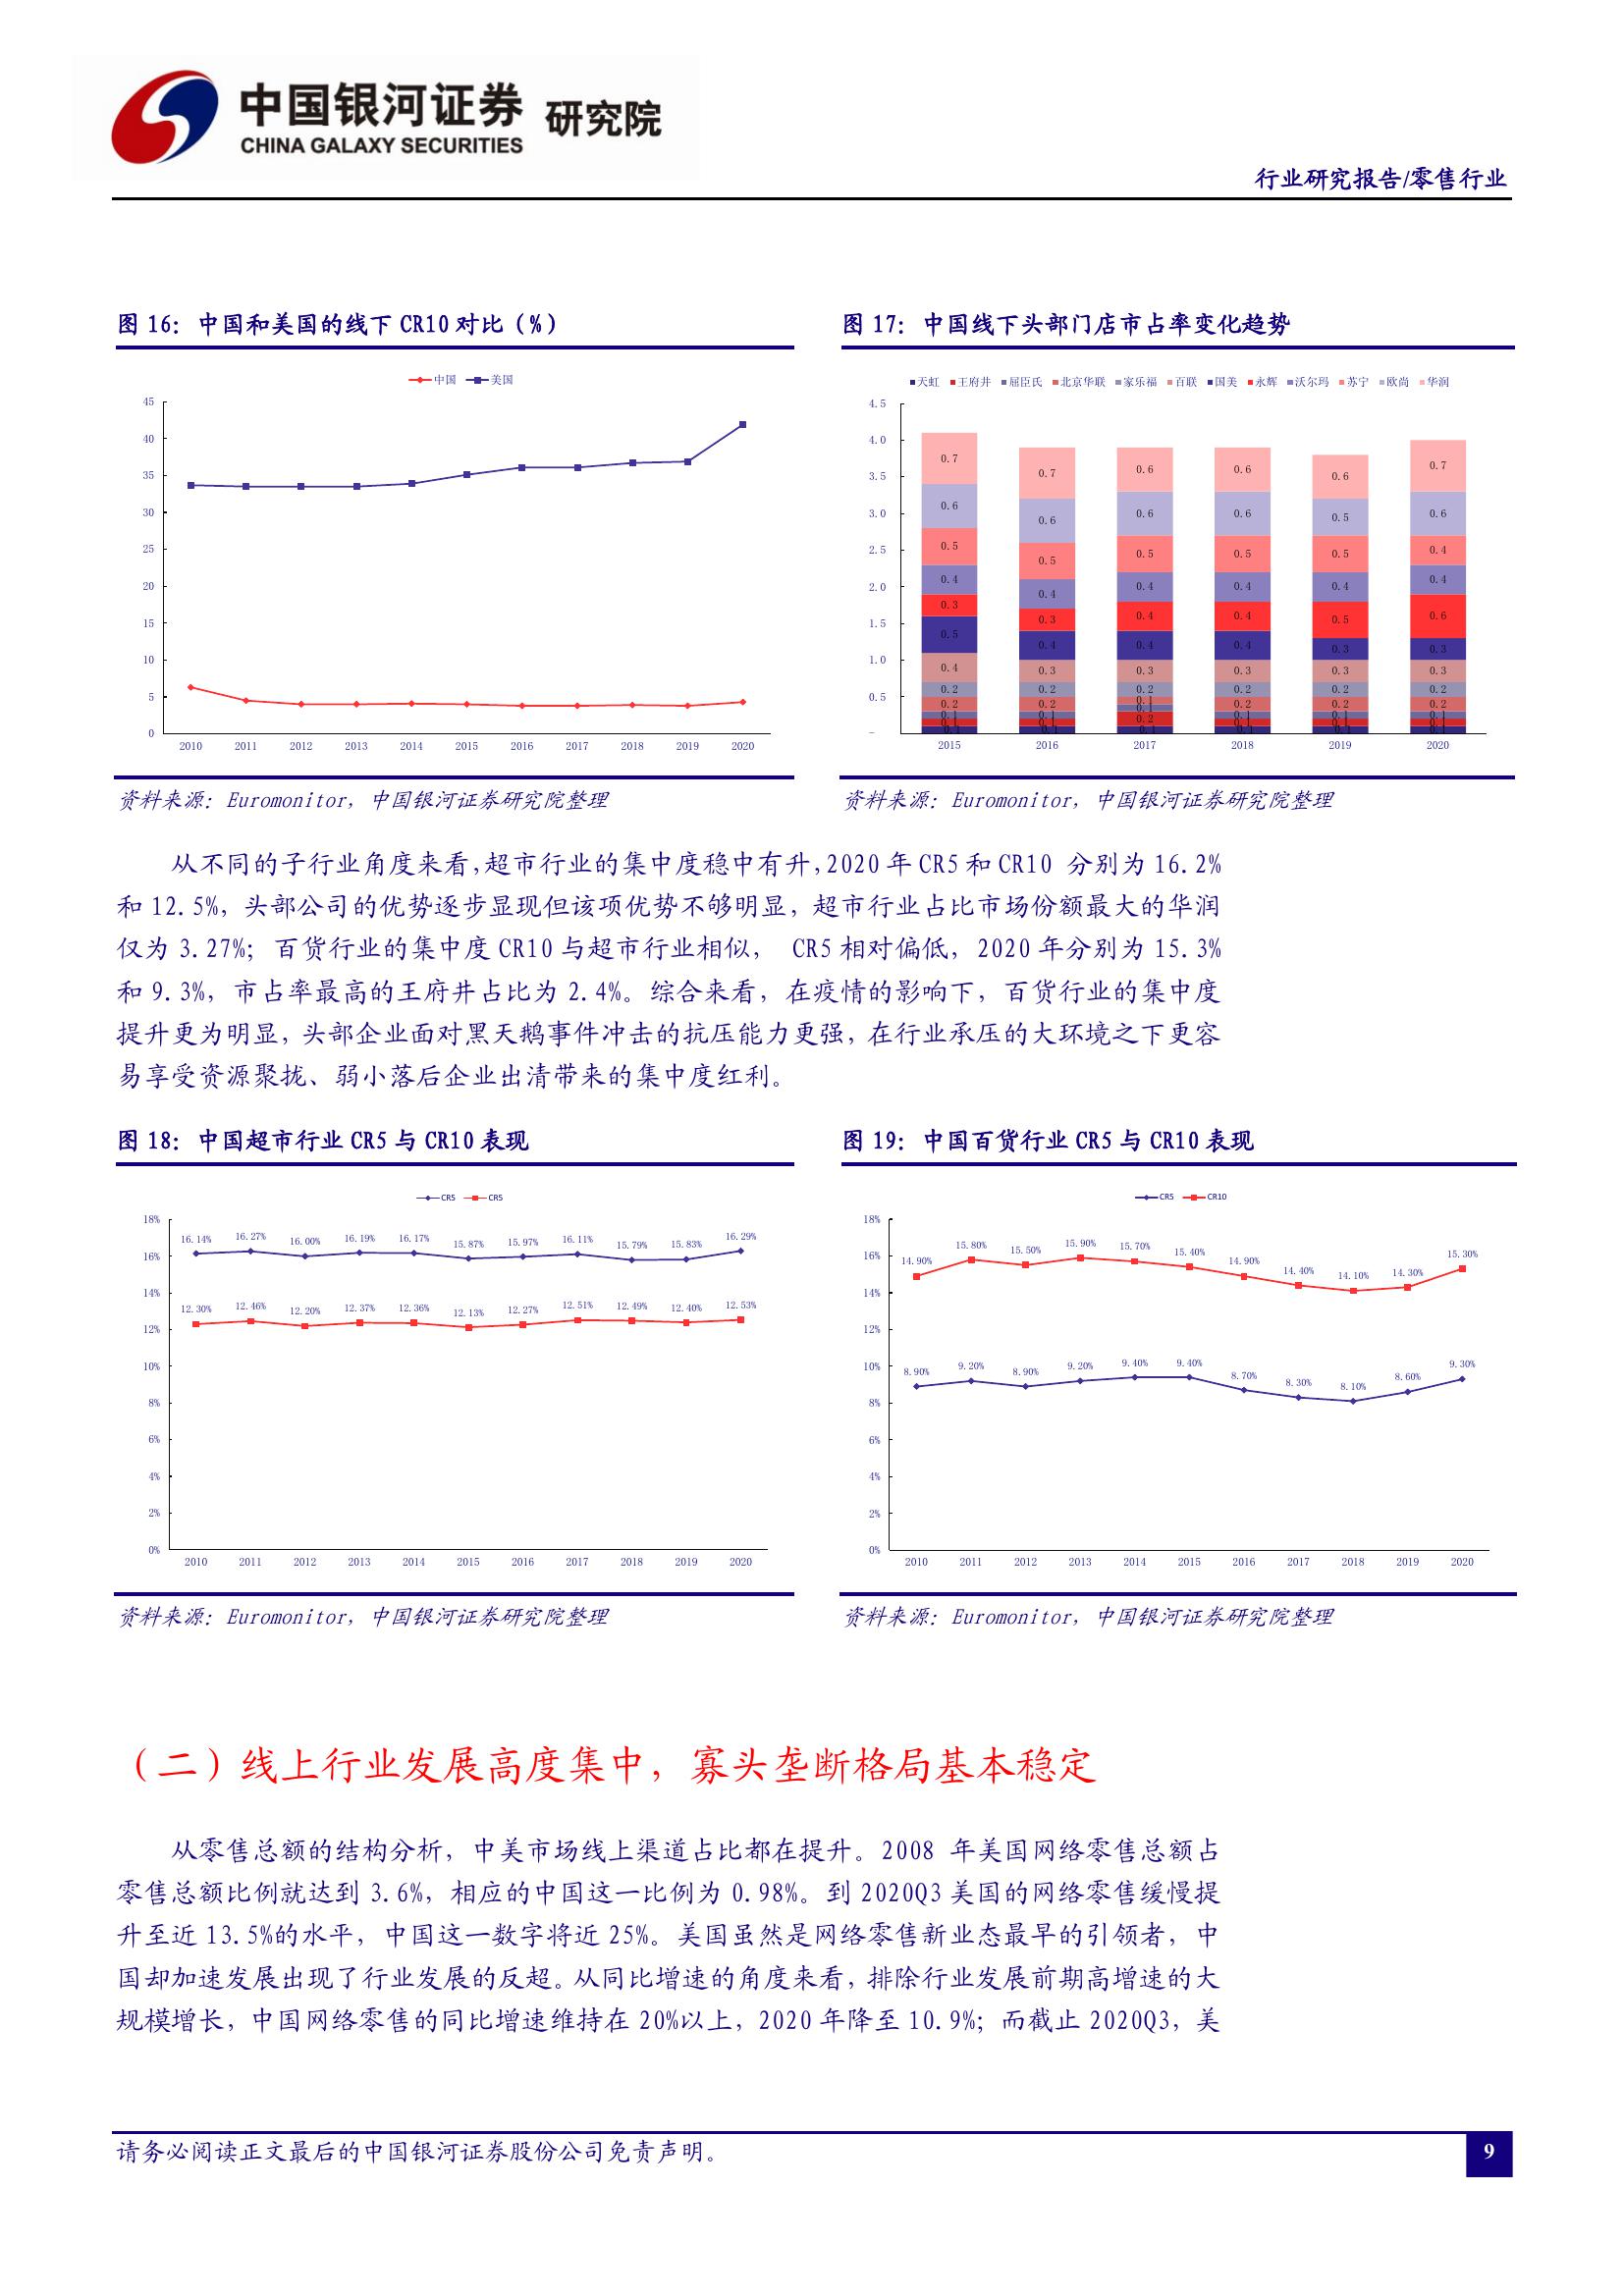 中国银河证券 研究院
CHINA GALAXY SECURITIES
行业研究报告/零售行业
图 16：中国和美国的线下 CR10 对比（%）
中国 美国
45
40
35
30
25
20
15
10
5
0
2010 2011 2012 2013 2014 2015 2016 2017 2018 2019 2020
资料来源：Euromonitor，中国银河证券研究院整理
图 17：中国线下头部门店市占率变化趋势
天虹 王府井 屈臣氏 北京华联 家乐福 百联 国美 永辉 沃尔玛 苏宁 欧尚 华润
4.5
4.0
3.5
3.0
2.5
2.0
1.5
1.0
0.5
–
0.7 0.7 0.6 0.6 0.6 0.7
0.6 0.6 0.6 0.6 0.5 0.6
0.5 0.5 0.5 0.5 0.5 0.4
0.4 0.4 0.4 0.4 0.4 0.4
0.3 0.3 0.4 0.4 0.5 0.6
0.5 0.4 0.4 0.4 0.3 0.3
0.4 0.3 0.3 0.3 0.3 0.3
0.2 0.2 0.2 0.2 0.2 0.2
0.2 0.2 0.1 0.2 0.2 0.2
0.1 0.1 0.1 0.1 0.1 0.1
0.2
0.1 0.1 0.1 0.1 0.1 0.1
2015 2016 2017 2018 2019 2020
资料来源：Euromonitor，中国银河证券研究院整理
从不同的子行业角度来看，超市行业的集中度稳中有升，2020 年 CR5 和 CR10 分别为 16.2%
和 12.5%，头部公司的优势逐步显现但该项优势不够明显，超市行业占比市场份额最大的华润
仅为 3.27%；百货行业的集中度 CR10 与超市行业相似， CR5 相对偏低，2020 年分别为 15.3%
和 9.3%，市占率最高的王府井占比为 2.4%。综合来看，在疫情的影响下，百货行业的集中度
提升更为明显，头部企业面对黑天鹅事件冲击的抗压能力更强，在行业承压的大环境之下更容
易享受资源聚拢、弱小落后企业出清带来的集中度红利。
图 18：中国超市行业 CR5 与 CR10 表现
CR5 CR5
18%
16%
14%
12%
10%
8%
6%
4%
2%
0%
16.14% 16.27% 16.00% 16.19% 16.17% 15.87% 15.97% 16.11% 15.79% 15.83% 16.29%
12.30% 12.46% 12.20% 12.37% 12.36% 12.13% 12.27% 12.51% 12.49% 12.40% 12.53%
2010 2011 2012 2013 2014 2015 2016 2017 2018 2019 2020
资料来源：Euromonitor，中国银河证券研究院整理
图 19：中国百货行业 CR5 与 CR10 表现
CR5 CR10
18%
16%
14%
12%
10%
8%
6%
4%
2%
0%
14.90% 15.80% 15.50% 15.90% 15.70% 15.40% 14.90% 14.40% 14.10% 14.30% 15.30%
8.90% 9.20% 8.90% 9.20% 9.40% 9.40% 8.70% 8.30% 8.10% 8.60% 9.30%
2010 2011 2012 2013 2014 2015 2016 2017 2018 2019 2020
资料来源：Euromonitor，中国银河证券研究院整理
（二）线上行业发展高度集中，寡头垄断格局基本稳定
从零售总额的结构分析，中美市场线上渠道占比都在提升。2008 年美国网络零售总额占
零售总额比例就达到 3.6%，相应的中国这一比例为 0.98%。到 2020Q3 美国的网络零售缓慢提
升至近 13.5%的水平，中国这一数字将近 25%。美国虽然是网络零售新业态最早的引领者，中
国却加速发展出现了行业发展的反超。从同比增速的角度来看，排除行业发展前期高增速的大
规模增长，中国网络零售的同比增速维持在 20%以上，2020 年降至 10.9%；而截止 2020Q3，美
请务必阅读正文最后的中国银河证券股份公司免责声明。
9